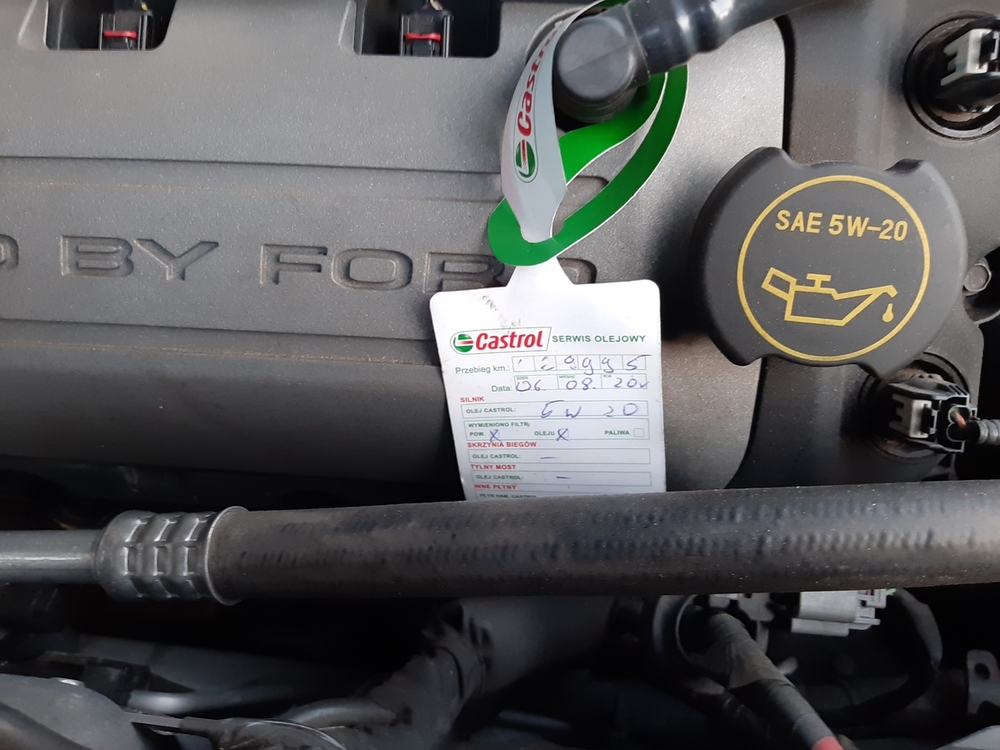 Castrol
SAE 5W-20
BY FORD
Castrol SERWIS OLEJOWY
Przebieg km.: 129995
Data: 06. 08. 20
SILNIK
OLEJ CASTROL: 5W 20
WYMIENIONO FILTR:
POW. X OLEJU X PALIWA
SKRZYNIA BIEGÓW
OLEJ CASTROL: –
TYLNY MOST
OLEJ CASTROL: –
INNE PŁYNY